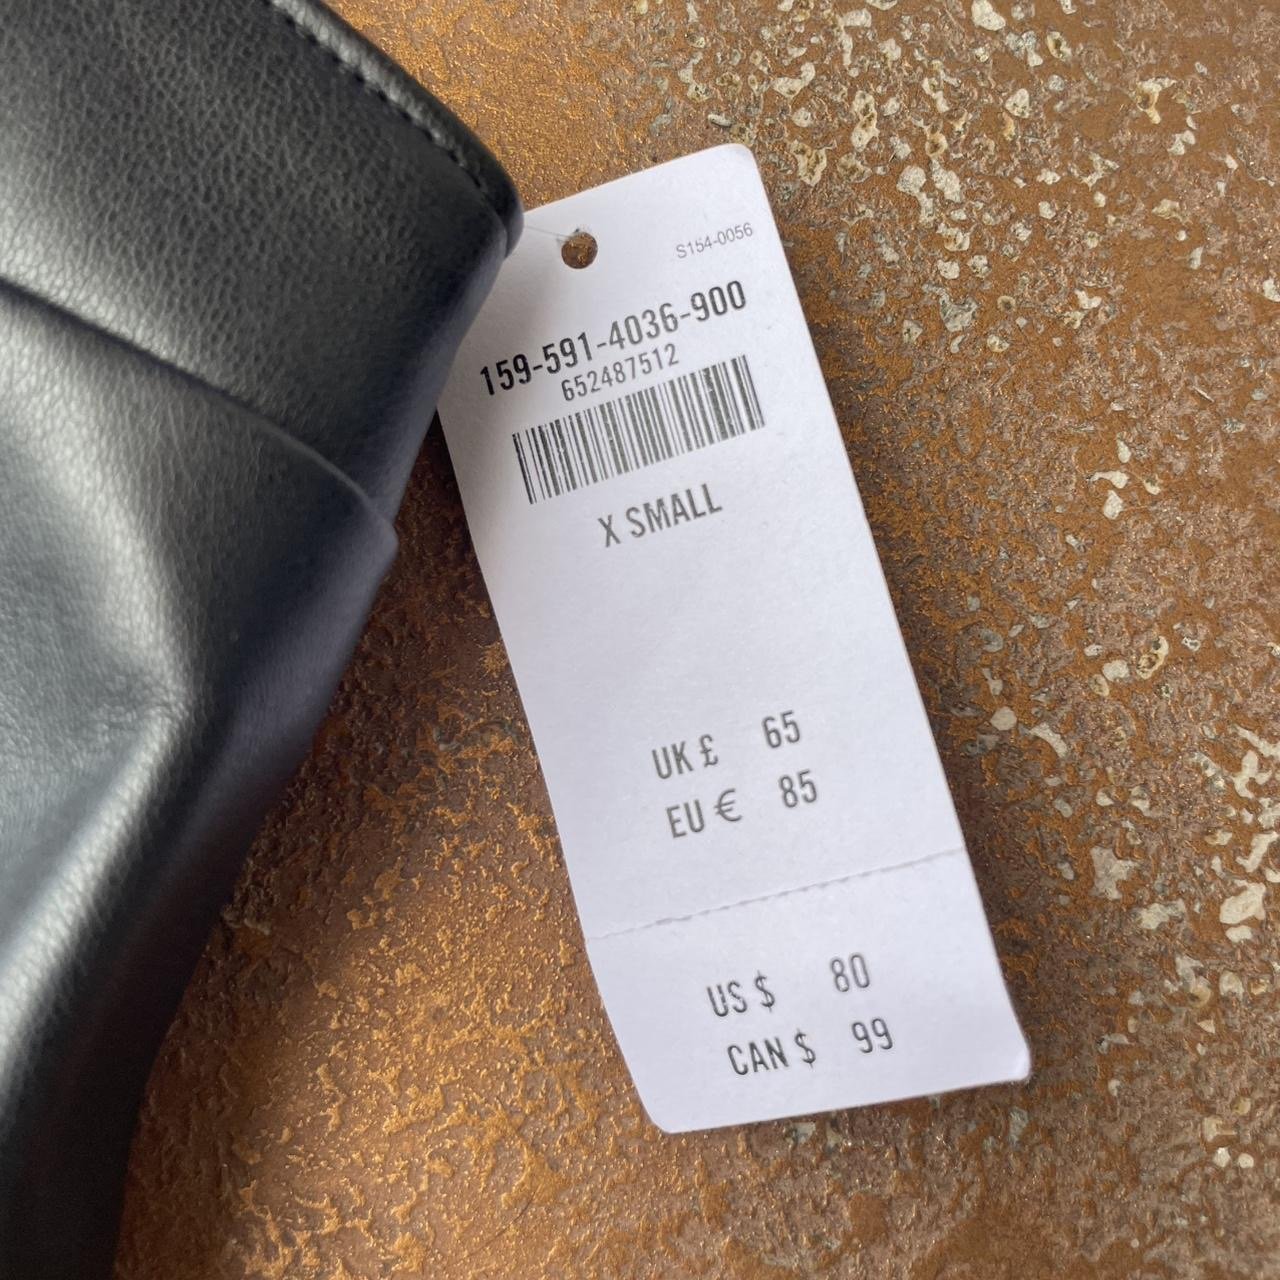 S154-0056
159-591-4036-900
652487512
X SMALL
UK £ 65
EU € 85
US $ 80
CAN $ 99